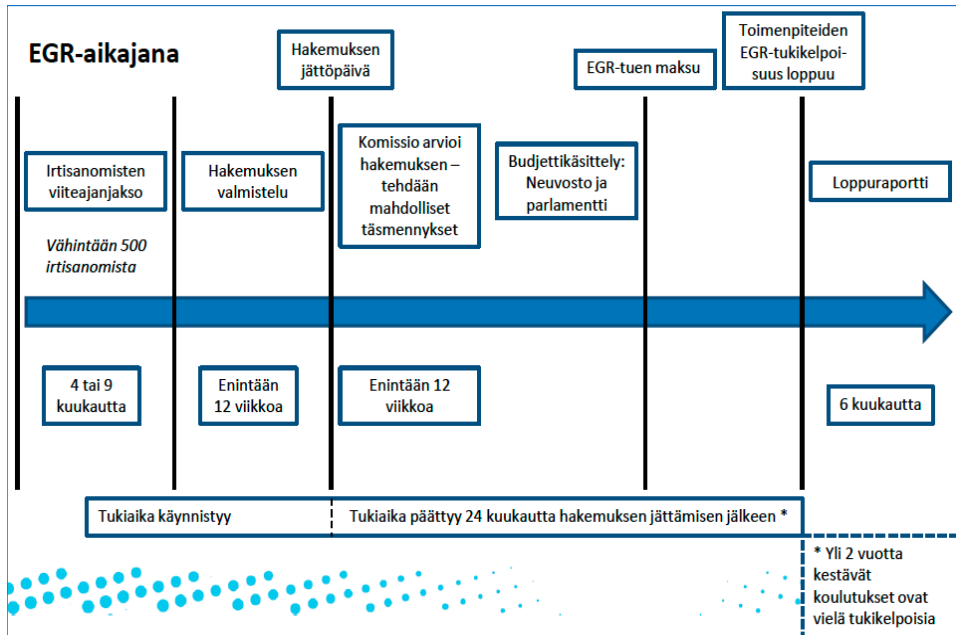 EGR-aikajana
Hakemuksen
jättöpäivä
EGR-tuen maksu
Toimenpiteiden
EGR-tukikelpoi-
suus loppuu
Irtisanomisten
viiteajanjakso
Hakemuksen
valmistelu
Komissio arvioi
hakemuksen –
tehdään
mahdolliset
täsmennykset
Budjettikäsittely:
Neuvosto ja
parlamentti
Loppuraportti
Vähintään 500
irtisanomista
4 tai 9
kuukautta
Enintään
12 viikkoa
Enintään 12
viikkoa
6 kuukautta
Tukiaika käynnistyy
Tukiaika päättyy 24 kuukautta hakemuksen jättämisen jälkeen *
* Yli 2 vuotta
kestävät
koulutukset ovat
vielä tukikelpoisia